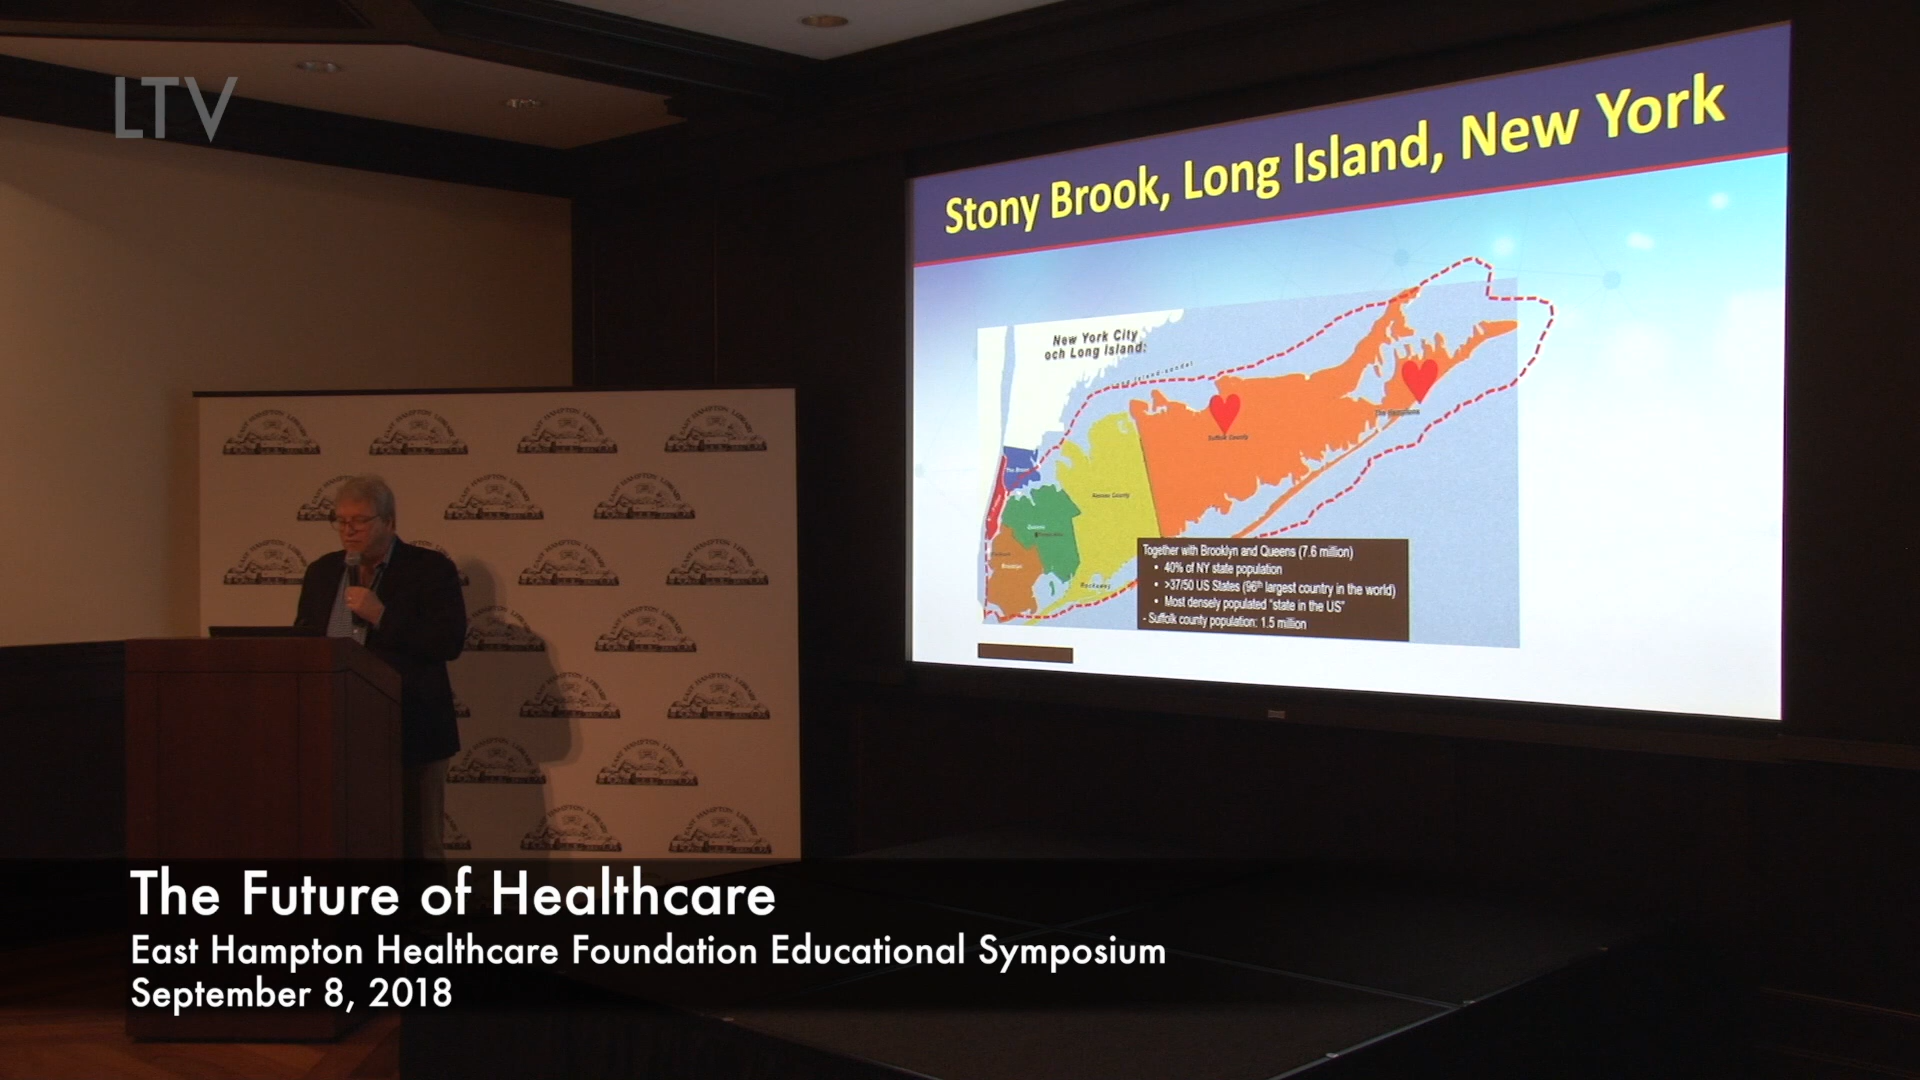 LTV
Stony Brook, Long Island, New York
New York City
och Long Island:
Suffolk County
Nassau County
Queens
Brooklyn
Rockaway
Together with Brooklyn and Queens (7.6 million)
• 40% of NY state population
• >37/50 US States (96th largest country in the world)
• Most densely populated "state in the US"
- Suffolk county population: 1.5 million
EAST HAMPTON LIBRARY
The Future of Healthcare
East Hampton Healthcare Foundation Educational Symposium
September 8, 2018